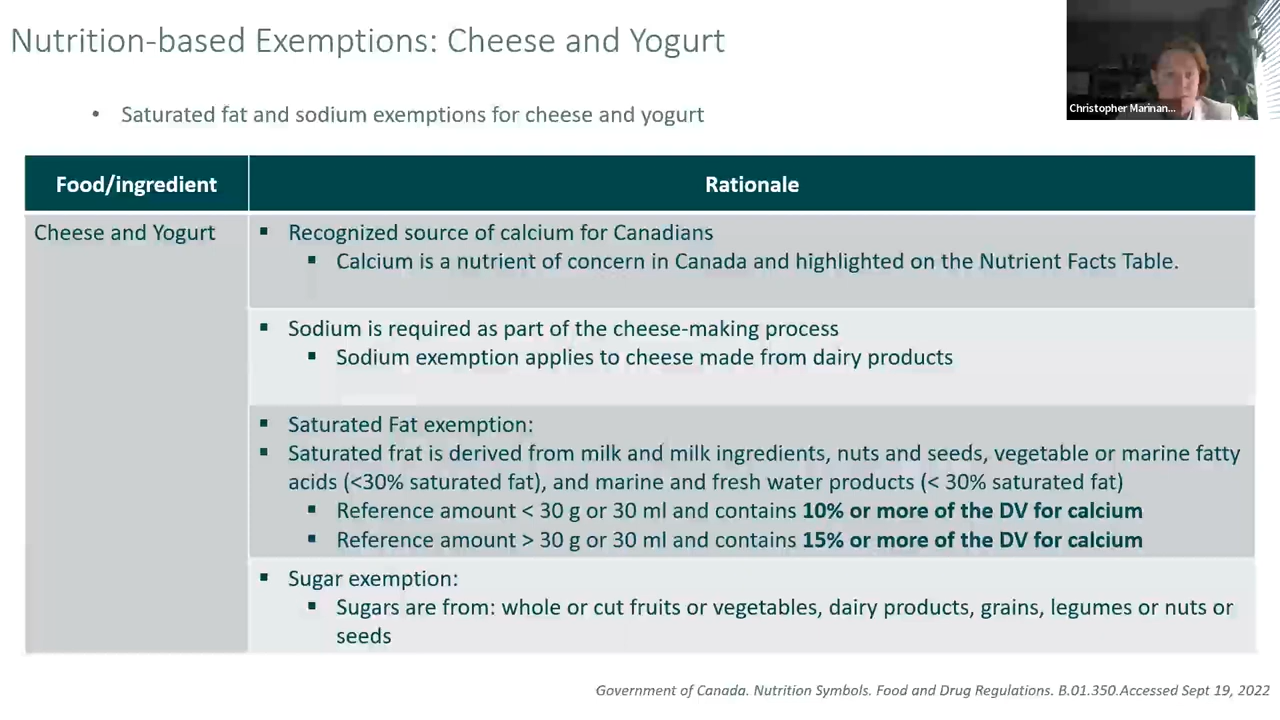 Nutrition-based Exemptions: Cheese and Yogurt
Christopher Marinan...
• Saturated fat and sodium exemptions for cheese and yogurt
Food/ingredient
Rationale
Cheese and Yogurt
▪ Recognized source of calcium for Canadians
▪ Calcium is a nutrient of concern in Canada and highlighted on the Nutrient Facts Table.
▪ Sodium is required as part of the cheese-making process
▪ Sodium exemption applies to cheese made from dairy products
▪ Saturated Fat exemption:
▪ Saturated frat is derived from milk and milk ingredients, nuts and seeds, vegetable or marine fatty
acids (<30% saturated fat), and marine and fresh water products (< 30% saturated fat)
▪ Reference amount < 30 g or 30 ml and contains 10% or more of the DV for calcium
▪ Reference amount > 30 g or 30 ml and contains 15% or more of the DV for calcium
▪ Sugar exemption:
▪ Sugars are from: whole or cut fruits or vegetables, dairy products, grains, legumes or nuts or
seeds
Government of Canada. Nutrition Symbols. Food and Drug Regulations. B.01.350.Accessed Sept 19, 2022